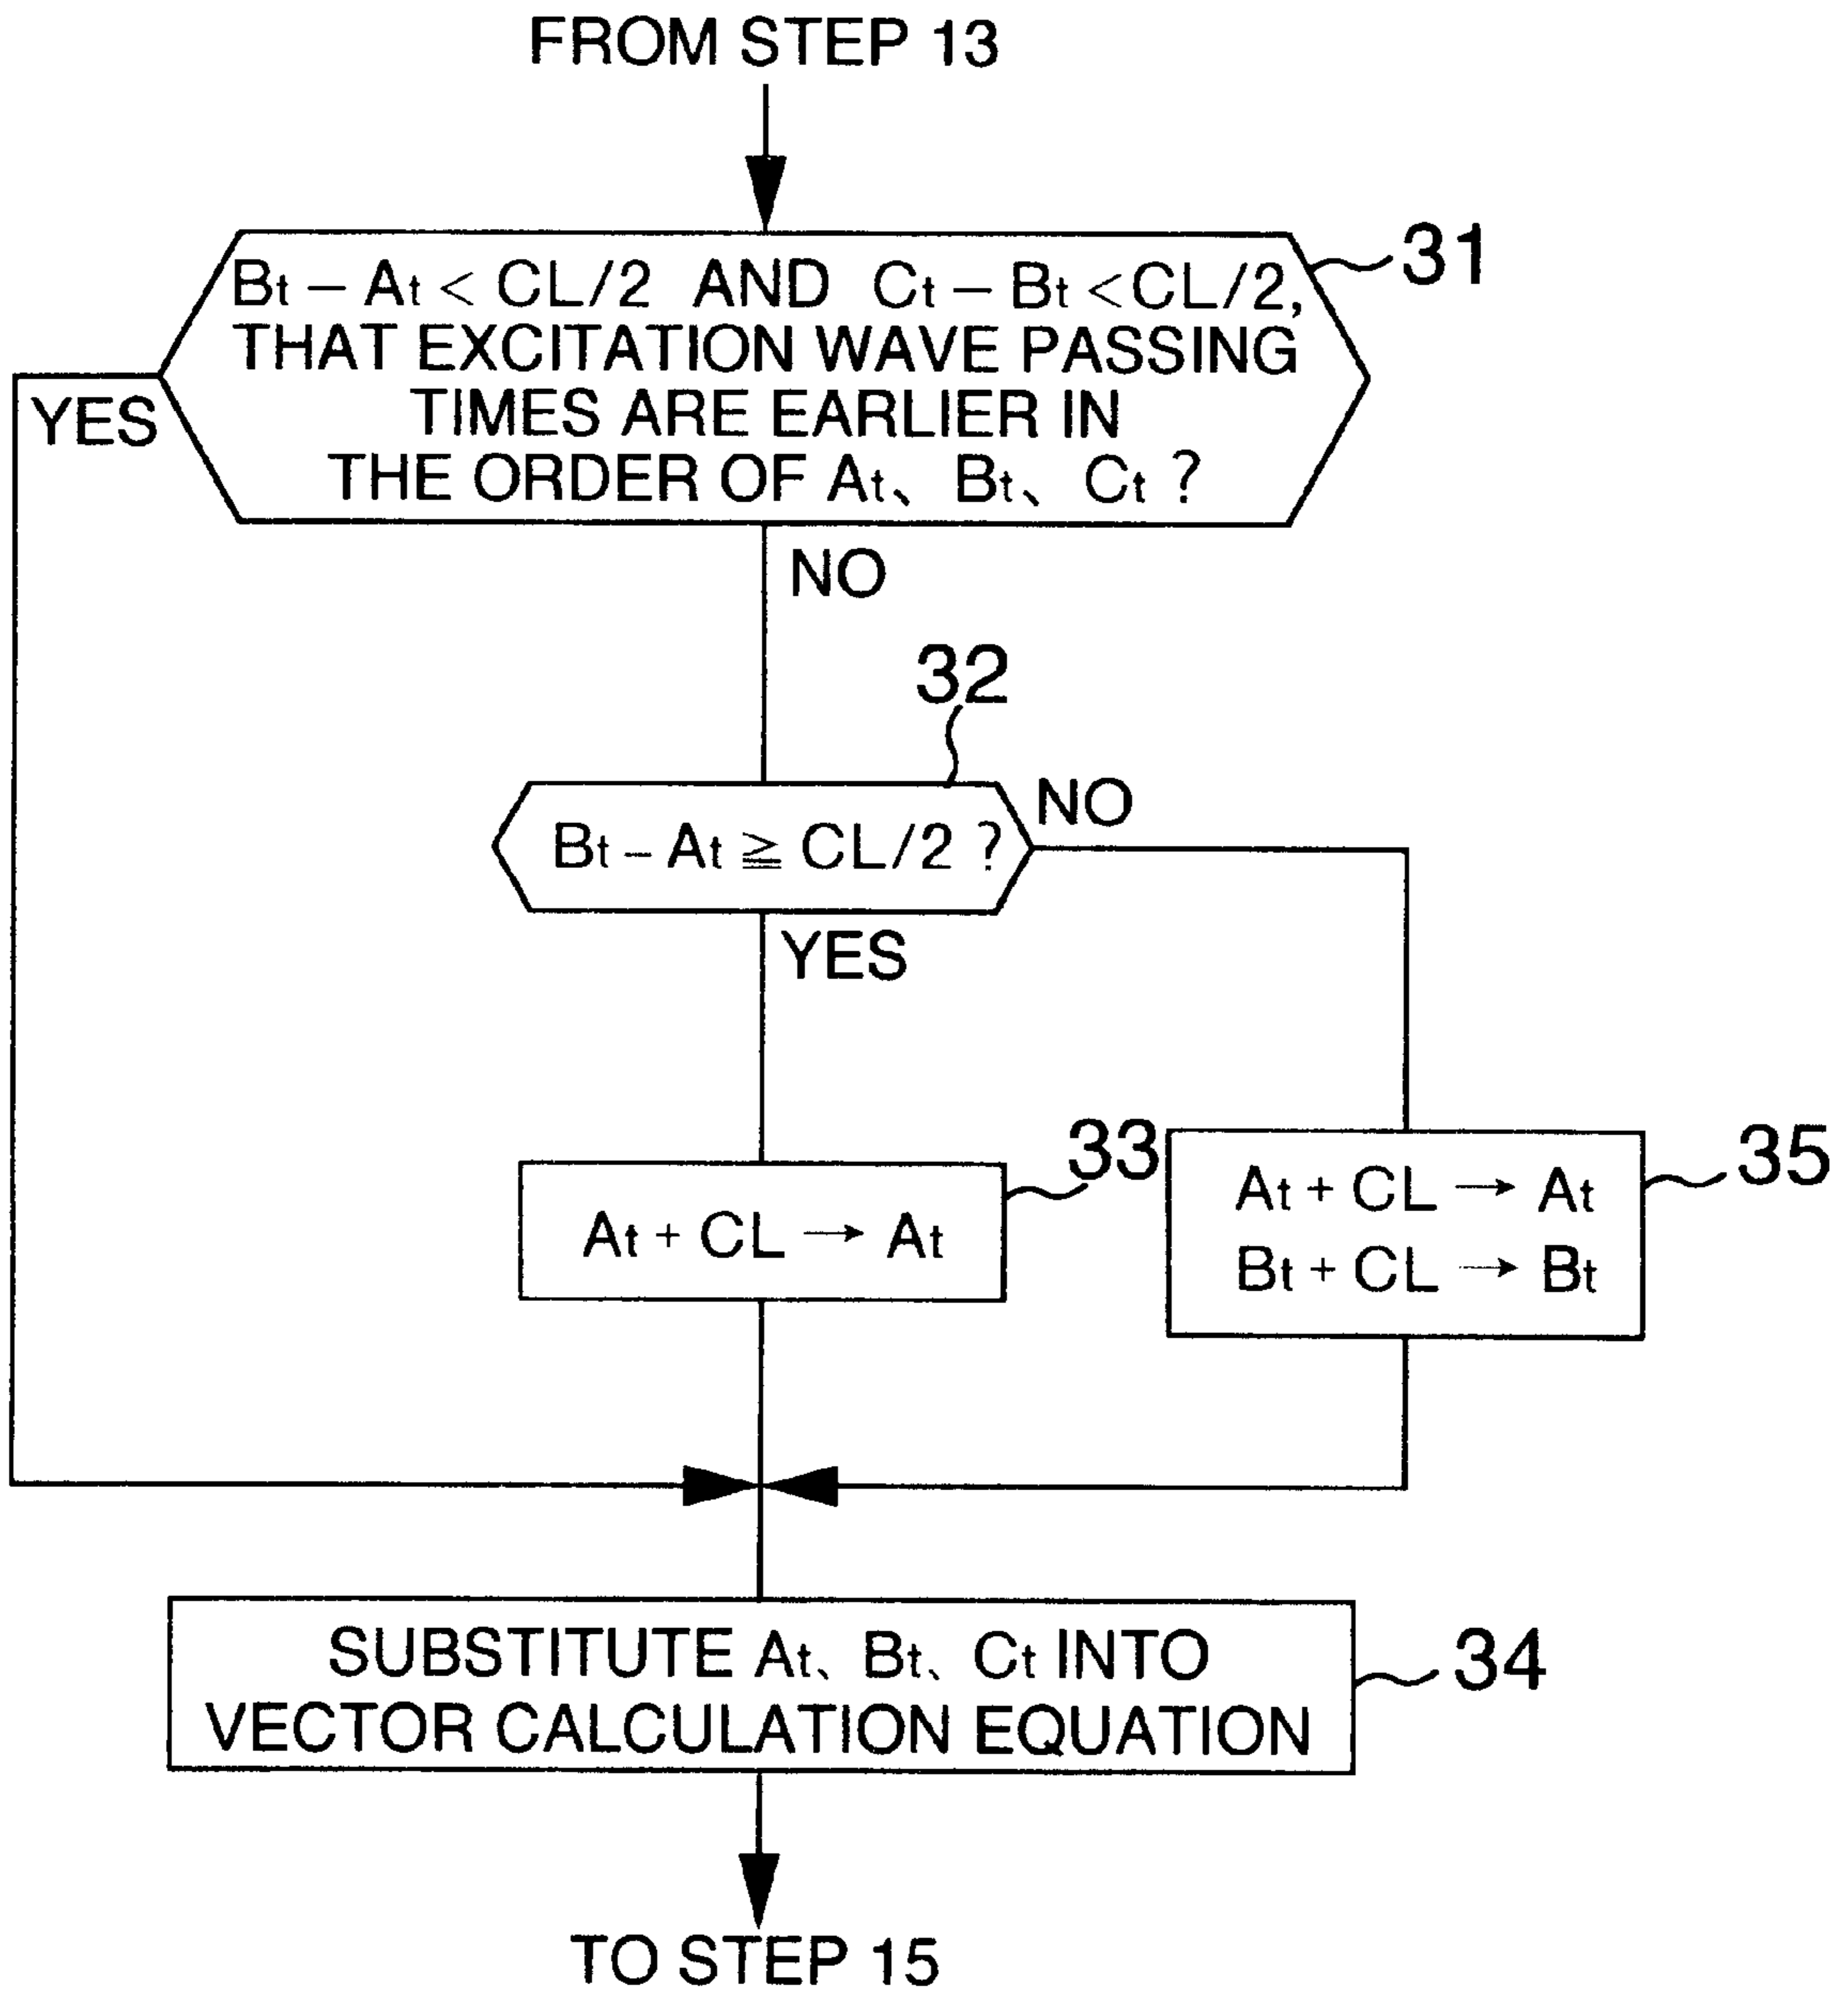 FROM STEP 13
31
Bt − At < CL/2 AND Ct − Bt < CL/2,
THAT EXCITATION WAVE PASSING
TIMES ARE EARLIER IN
THE ORDER OF At、Bt、Ct ?
YES
NO
32
NO
Bt − At ≧ CL/2 ?
YES
33
At + CL → At
35
At + CL → At
Bt + CL → Bt
34
SUBSTITUTE At、Bt、Ct INTO
VECTOR CALCULATION EQUATION
TO STEP 15